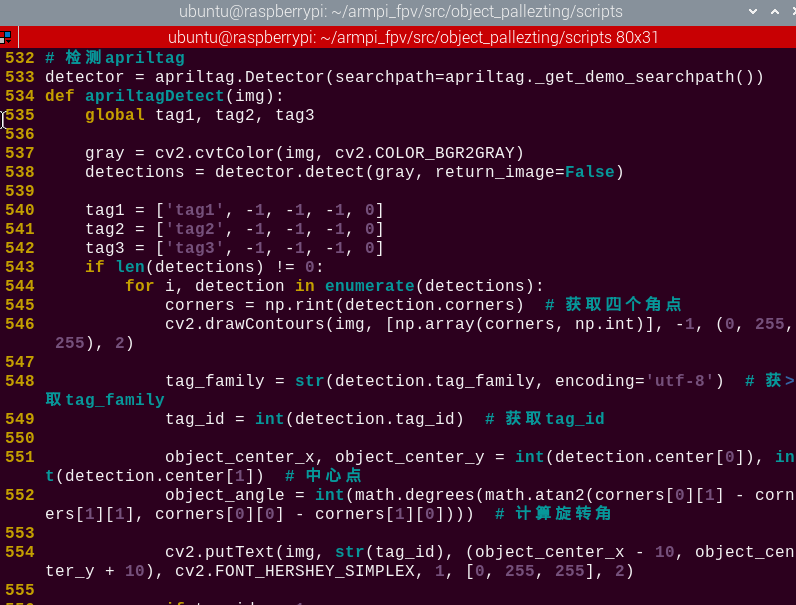 ubuntu@raspberrypi: ~/armpi_fpv/src/object_pallezting/scripts
ubuntu@raspberrypi: ~/armpi_fpv/src/object_pallezting/scripts 80x31
532 # 检测apriltag
533 detector = apriltag.Detector(searchpath=apriltag._get_demo_searchpath())
534 def apriltagDetect(img):
535     global tag1, tag2, tag3
536
537     gray = cv2.cvtColor(img, cv2.COLOR_BGR2GRAY)
538     detections = detector.detect(gray, return_image=False)
539
540     tag1 = ['tag1', -1, -1, -1, 0]
541     tag2 = ['tag2', -1, -1, -1, 0]
542     tag3 = ['tag3', -1, -1, -1, 0]
543     if len(detections) != 0:
544         for i, detection in enumerate(detections):
545             corners = np.rint(detection.corners)  # 获取四个角点
546             cv2.drawContours(img, [np.array(corners, np.int)], -1, (0, 255,
 255), 2)
547
548             tag_family = str(detection.tag_family, encoding='utf-8')  # 获>
取tag_family
549             tag_id = int(detection.tag_id)  # 获取tag_id
550
551             object_center_x, object_center_y = int(detection.center[0]), in
t(detection.center[1])  # 中心点
552             object_angle = int(math.degrees(math.atan2(corners[0][1] - corn
ers[1][1], corners[0][0] - corners[1][0])))  # 计算旋转角
553
554             cv2.putText(img, str(tag_id), (object_center_x - 10, object_cen
ter_y + 10), cv2.FONT_HERSHEY_SIMPLEX, 1, [0, 255, 255], 2)
555